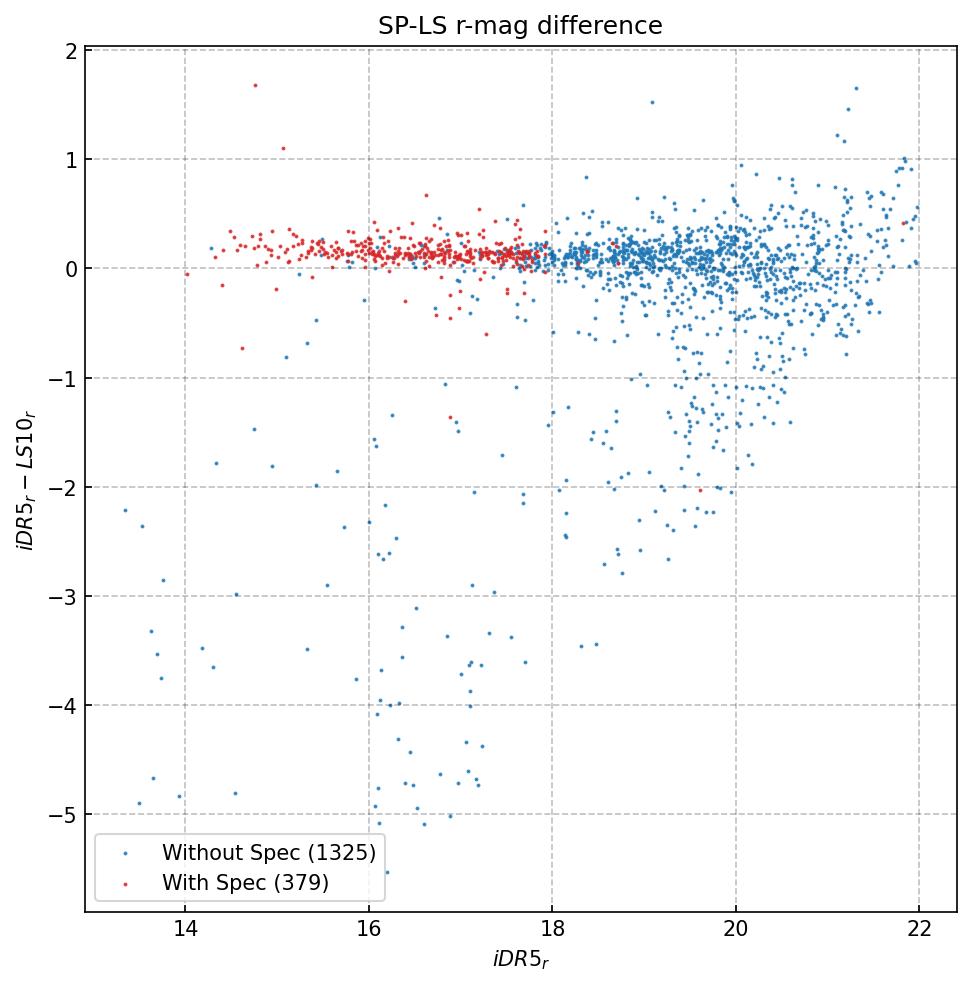 SP-LS r-mag difference
2
1
0
−1
−2
−3
−4
−5
iDR5r − LS10r
Without Spec (1325)
With Spec (379)
14 16 18 20 22
iDR5r